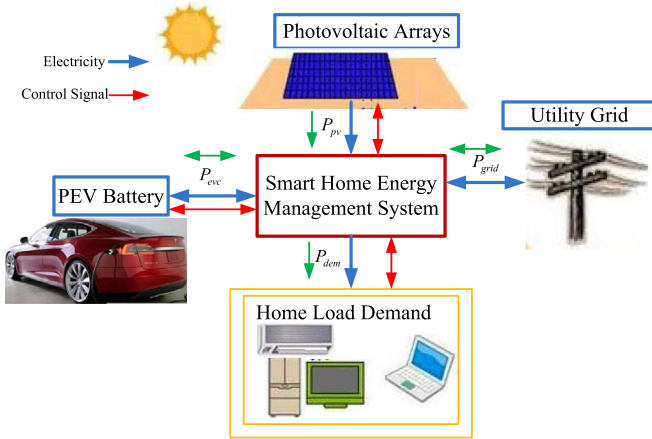 Photovoltaic Arrays
Electricity
Control Signal
Utility Grid
P_pv
P_grid
P_evc
Smart Home Energy
Management System
PEV Battery
P_dem
Home Load Demand